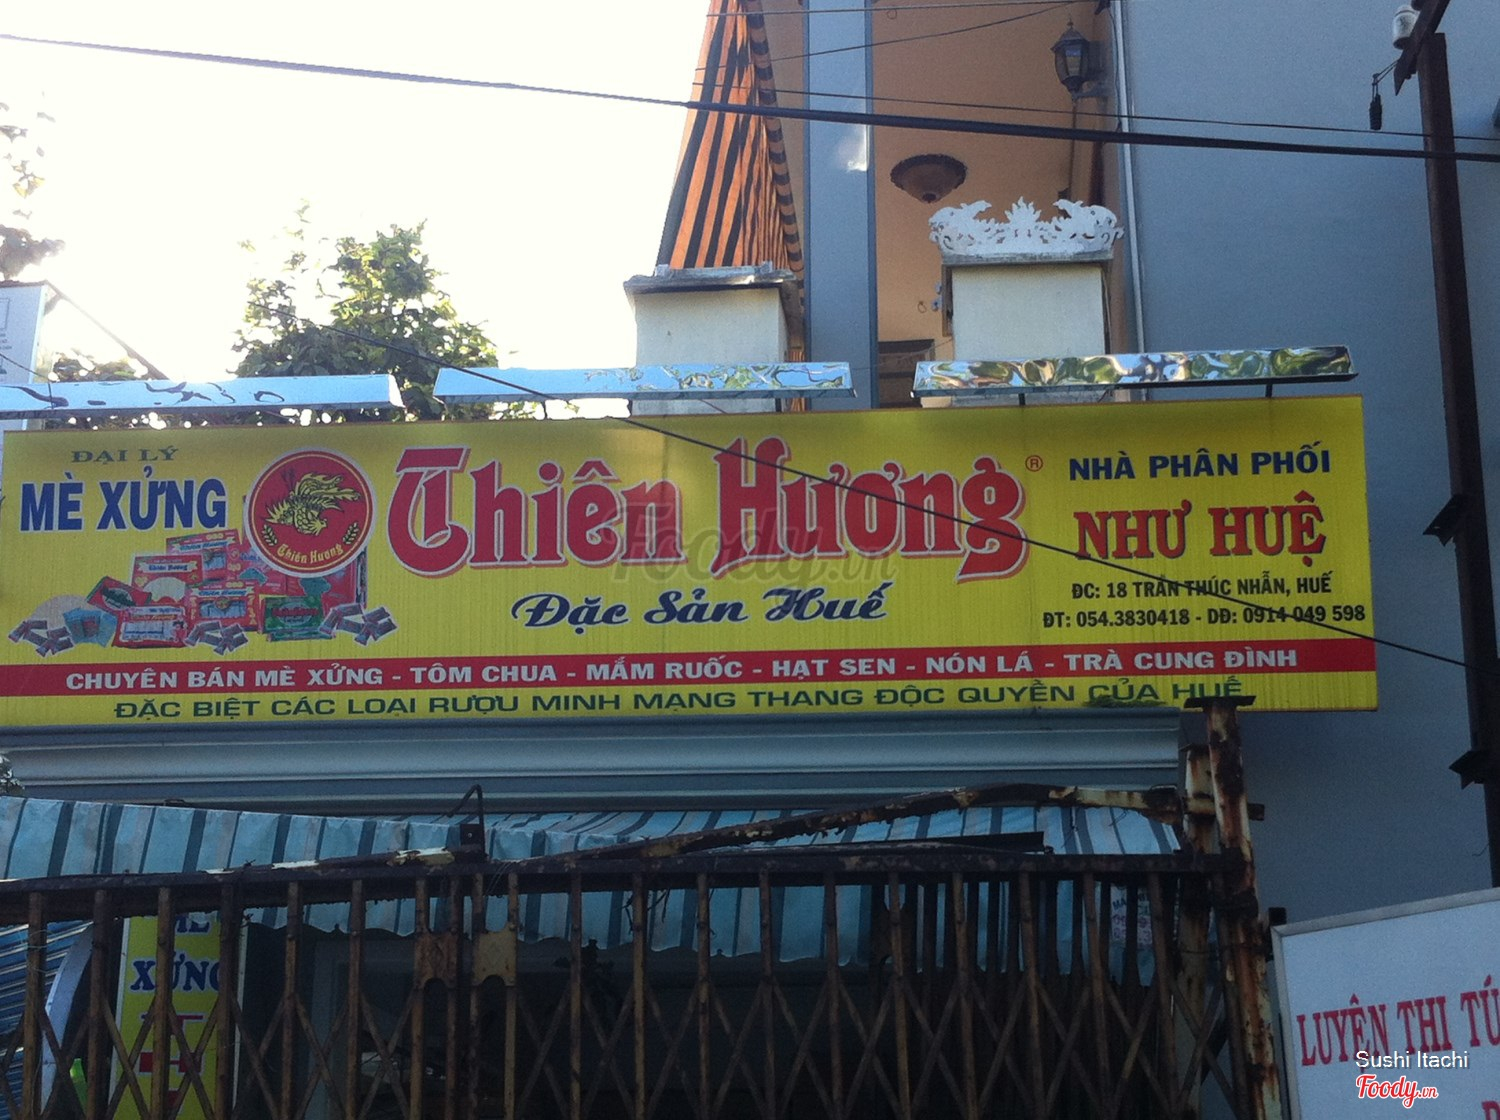 ĐẠI LÝ
MÈ XỬNG
Thiên Hương
Thiên Hương ®
Đặc Sản Huế
NHÀ PHÂN PHỐI
NHƯ HUỆ
ĐC: 18 TRẦN THÚC NHẪN, HUẾ
ĐT: 054.3830418 - DĐ: 0914 049 598
CHUYÊN BÁN MÈ XỬNG - TÔM CHUA - MẮM RUỐC - HẠT SEN - NÓN LÁ - TRÀ CUNG ĐÌNH
ĐẶC BIỆT CÁC LOẠI RƯỢU MINH MẠNG THANG ĐỘC QUYỀN CỦA HUẾ
Foody.vn
XỬNG
LUYỆN THI TÚ
Sushi Itachi
Foody.vn